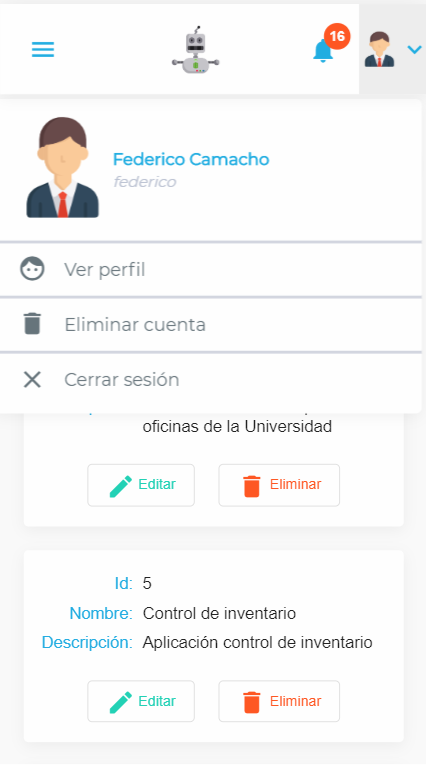 16
Federico Camacho
federico
Ver perfil
Eliminar cuenta
Cerrar sesión
oficinas de la Universidad
Editar Eliminar
Id: 5
Nombre: Control de inventario
Descripción: Aplicación control de inventario
Editar Eliminar